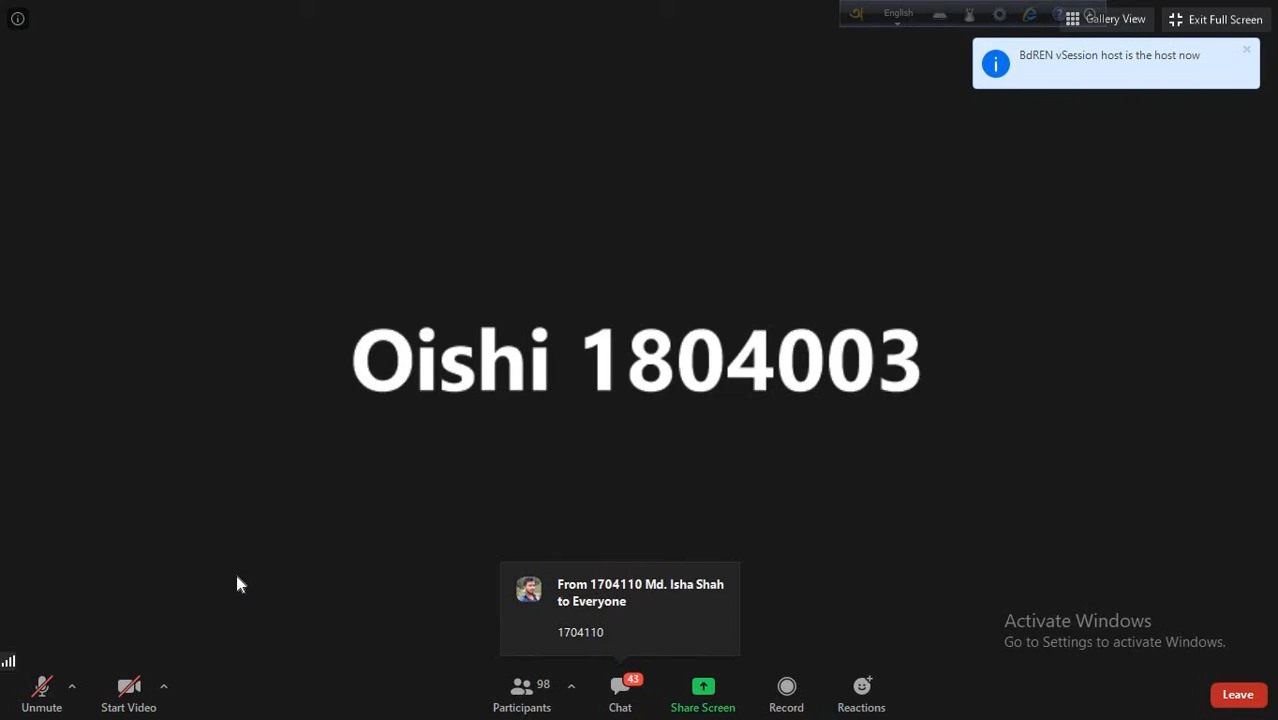 অ English
Gallery View
Exit Full Screen
BdREN vSession host is the host now
Oishi 1804003
From 1704110 Md. Isha Shah
to Everyone
1704110
Activate Windows
Go to Settings to activate Windows.
Unmute
Start Video
98
Participants
43
Chat
Share Screen
Record
Reactions
Leave